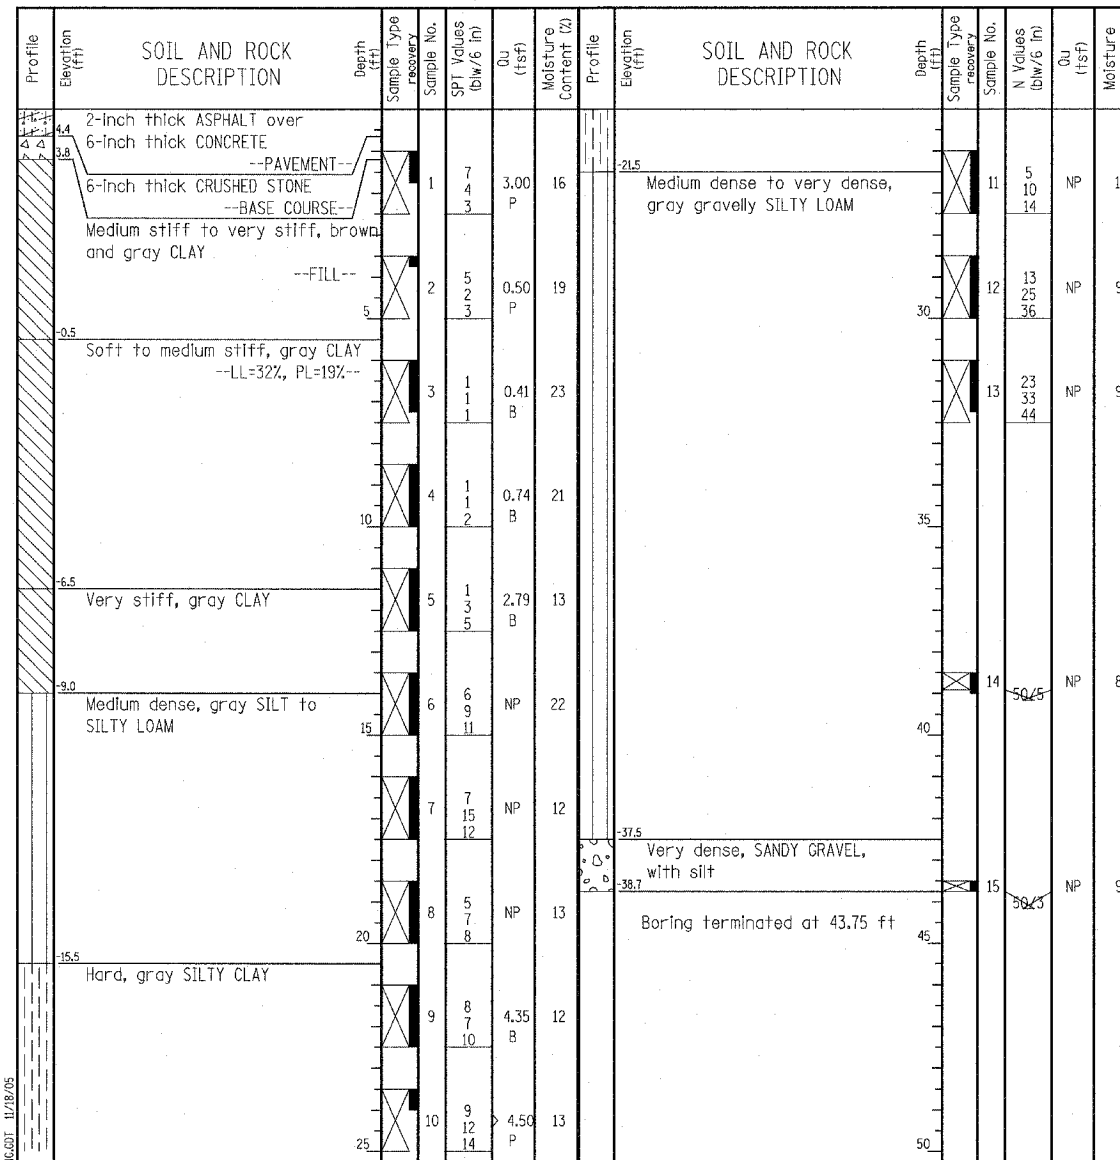 Profile
Elevation (ft)
SOIL AND ROCK
DESCRIPTION
Depth (ft)
Sample Type
recovery
Sample No.
SPT Values
(blw/6 in)
Qu
(tsf)
Moisture
Content (%)
4.4
2-inch thick ASPHALT over
6-inch thick CONCRETE
--PAVEMENT--
3.8
6-inch thick CRUSHED STONE
--BASE COURSE--
Medium stiff to very stiff, brown
and gray CLAY
--FILL--
1
7
4
3
3.00
P
16
2
5
2
3
0.50
P
19
5
-0.5
Soft to medium stiff, gray CLAY
--LL=32%, PL=19%--
3
1
1
1
0.41
B
23
4
1
1
2
0.74
B
21
10
-6.5
Very stiff, gray CLAY
5
1
3
5
2.79
B
13
-9.0
Medium dense, gray SILT to
SILTY LOAM
6
6
9
11
NP
22
15
7
7
15
12
NP
12
8
5
7
8
NP
13
20
-15.5
Hard, gray SILTY CLAY
9
8
7
10
4.35
B
12
10
9
12
14
> 4.50
P
13
25
Profile
Elevation (ft)
SOIL AND ROCK
DESCRIPTION
Depth (ft)
Sample Type
recovery
Sample No.
N Values
(blw/6 in)
Qu
(tsf)
Moisture
-21.5
Medium dense to very dense,
gray gravelly SILTY LOAM
11
5
10
14
NP
1
12
13
25
36
NP
9
30
13
23
33
44
NP
9
35
14
50/5
NP
8
40
-37.5
Very dense, SANDY GRAVEL,
with silt
-38.7
15
50/3
NP
9
Boring terminated at 43.75 ft
45
50
.GDT 11/18/05